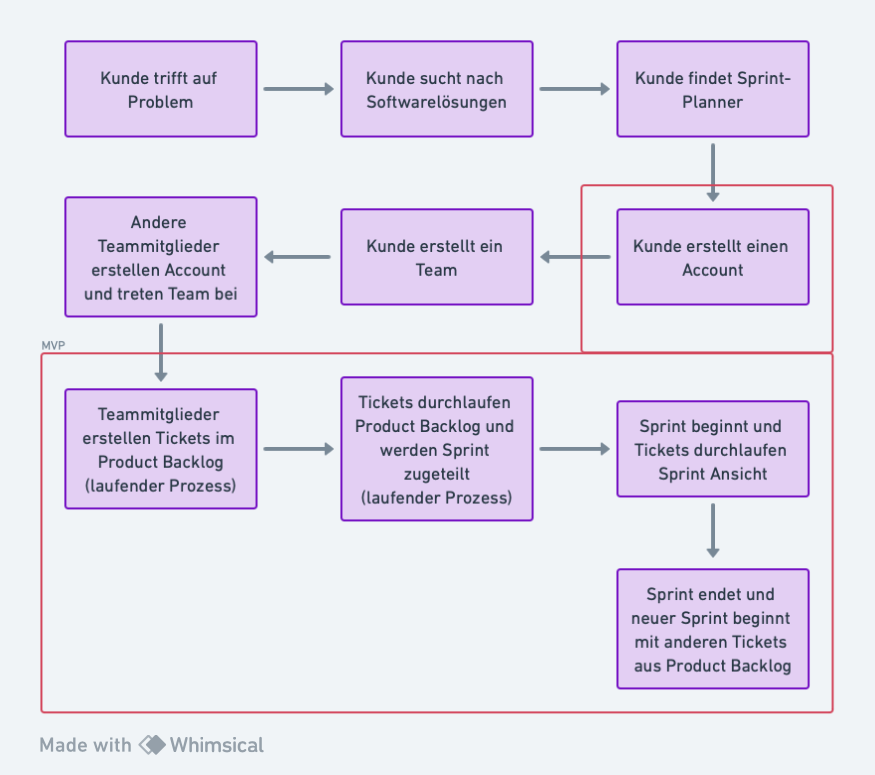 Kunde trifft auf
Problem
Kunde sucht nach
Softwarelösungen
Kunde findet Sprint-
Planner
Andere
Teammitglieder
erstellen Account
und treten Team bei
Kunde erstellt ein
Team
Kunde erstellt einen
Account
MVP
Teammitglieder
erstellen Tickets im
Product Backlog
(laufender Prozess)
Tickets durchlaufen
Product Backlog und
werden Sprint
zugeteilt
(laufender Prozess)
Sprint beginnt und
Tickets durchlaufen
Sprint Ansicht
Sprint endet und
neuer Sprint beginnt
mit anderen Tickets
aus Product Backlog
Made with Whimsical